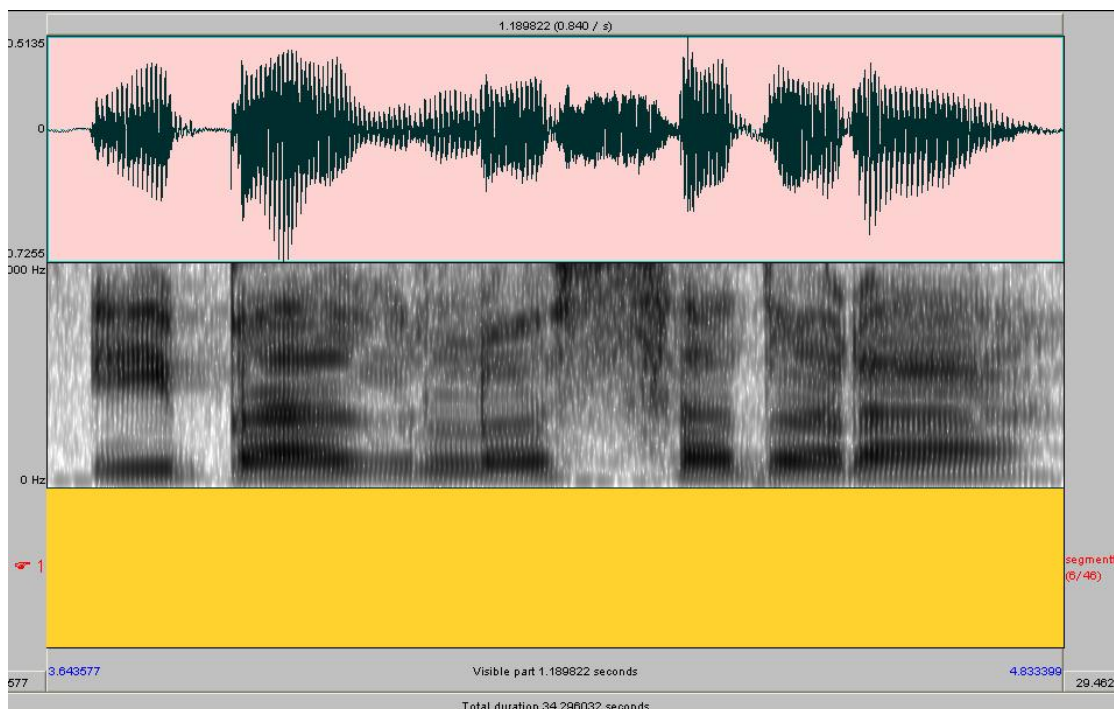 1.189822 (0.840 / s)
0.5135
0
0.7255
000 Hz
0 Hz
1
segment
(6/46)
3.643577
Visible part 1.189822 seconds
4.833399
577
29.462
Total duration 34.296032 seconds